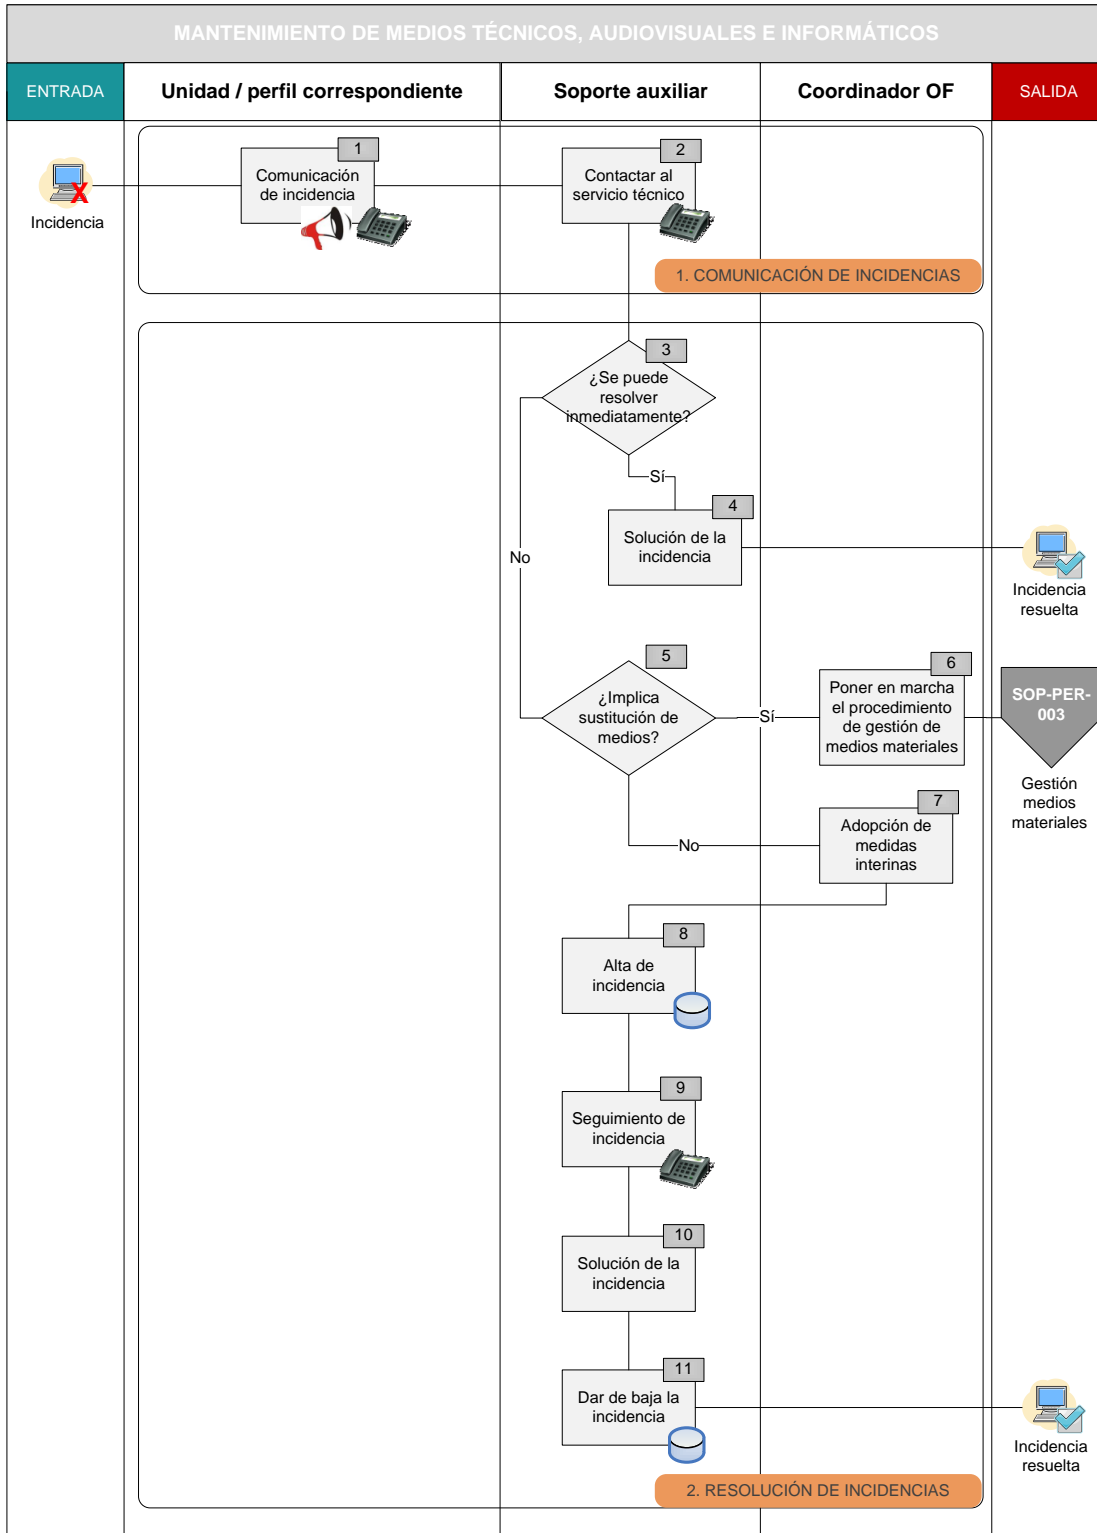 MANTENIMIENTO DE MEDIOS TÉCNICOS, AUDIOVISUALES E INFORMÁTICOS
ENTRADA
Unidad / perfil correspondiente
Soporte auxiliar
Coordinador OF
SALIDA
Incidencia
1
Comunicación
de incidencia
2
Contactar al
servicio técnico
1. COMUNICACIÓN DE INCIDENCIAS
3
¿Se puede
resolver
inmediatamente?
Sí
No
4
Solución de la
incidencia
Incidencia
resuelta
5
¿Implica
sustitución de
medios?
Sí
6
Poner en marcha
el procedimiento
de gestión de
medios materiales
SOP-PER-
003
Gestión
medios
materiales
No
7
Adopción de
medidas
interinas
8
Alta de
incidencia
9
Seguimiento de
incidencia
10
Solución de la
incidencia
11
Dar de baja la
incidencia
Incidencia
resuelta
2. RESOLUCIÓN DE INCIDENCIAS